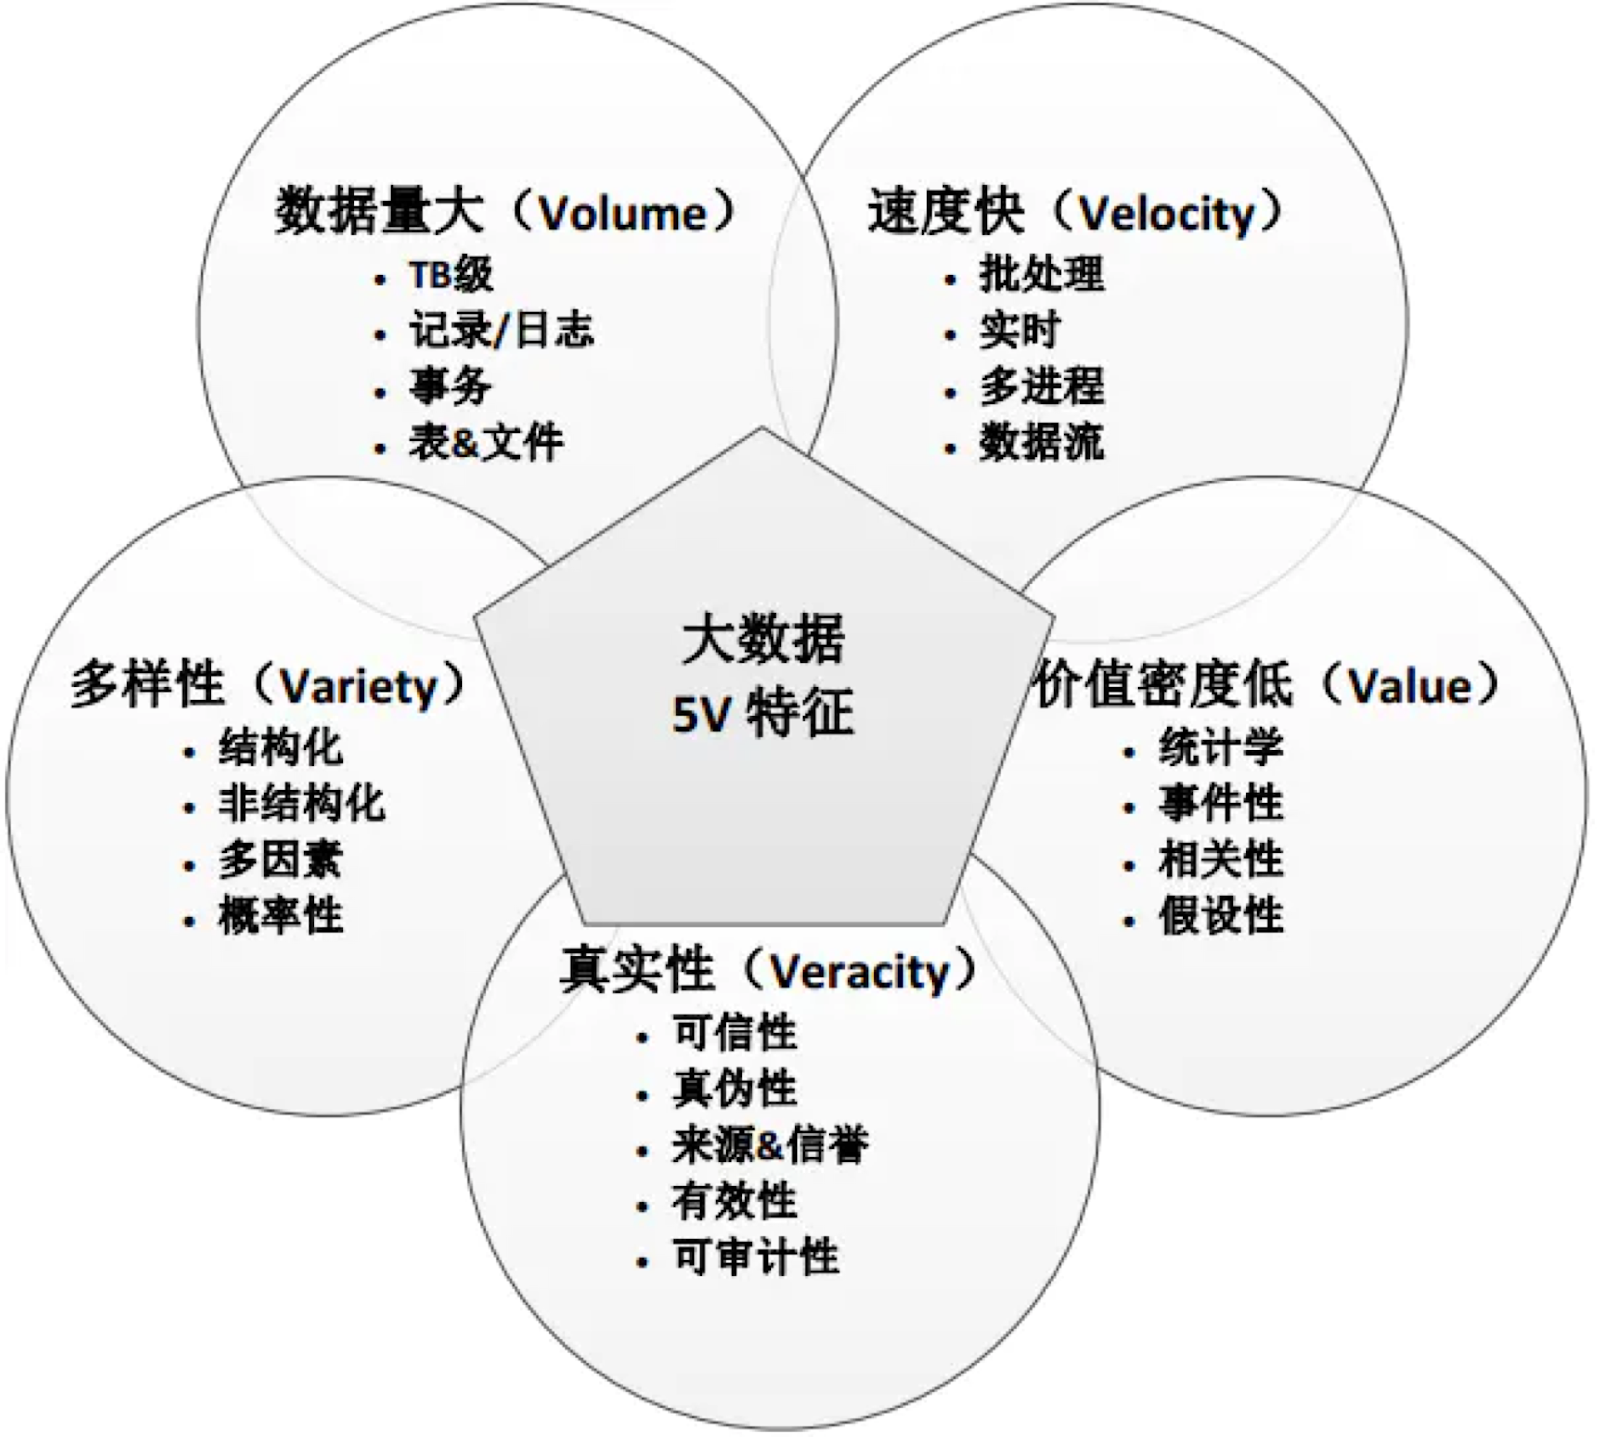 数据量大（Volume）
• TB级
• 记录/日志
• 事务
• 表&文件
速度快（Velocity）
• 批处理
• 实时
• 多进程
• 数据流
大数据
5V 特征
多样性（Variety）
• 结构化
• 非结构化
• 多因素
• 概率性
价值密度低（Value）
• 统计学
• 事件性
• 相关性
• 假设性
真实性（Veracity）
• 可信性
• 真伪性
• 来源&信誉
• 有效性
• 可审计性